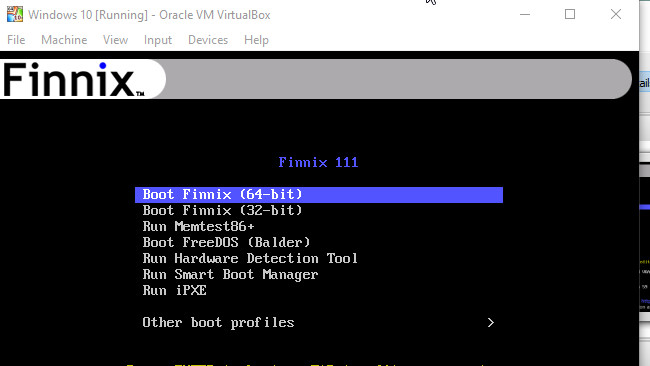 Windows 10 [Running] - Oracle VM VirtualBox
File Machine View Input Devices Help
Finnix™
Finnix 111
Boot Finnix (64-bit)
Boot Finnix (32-bit)
Run Memtest86+
Boot FreeDOS (Balder)
Run Hardware Detection Tool
Run Smart Boot Manager
Run iPXE
Other boot profiles >